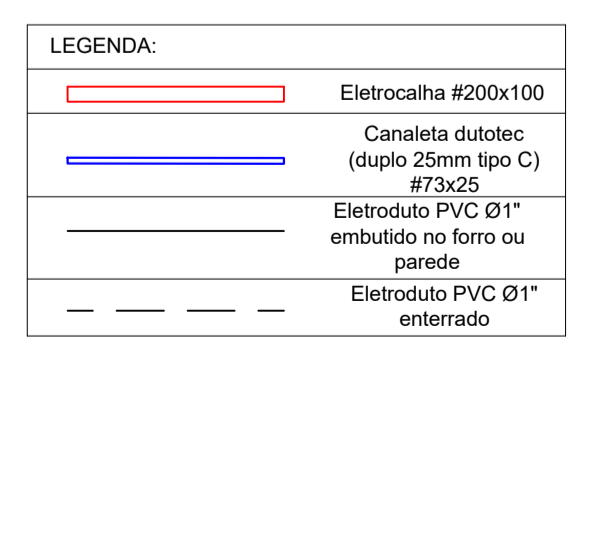 LEGENDA:
Eletrocalha #200x100
Canaleta dutotec
(duplo 25mm tipo C)
#73x25
Eletroduto PVC Ø1"
embutido no forro ou
parede
Eletroduto PVC Ø1"
enterrado